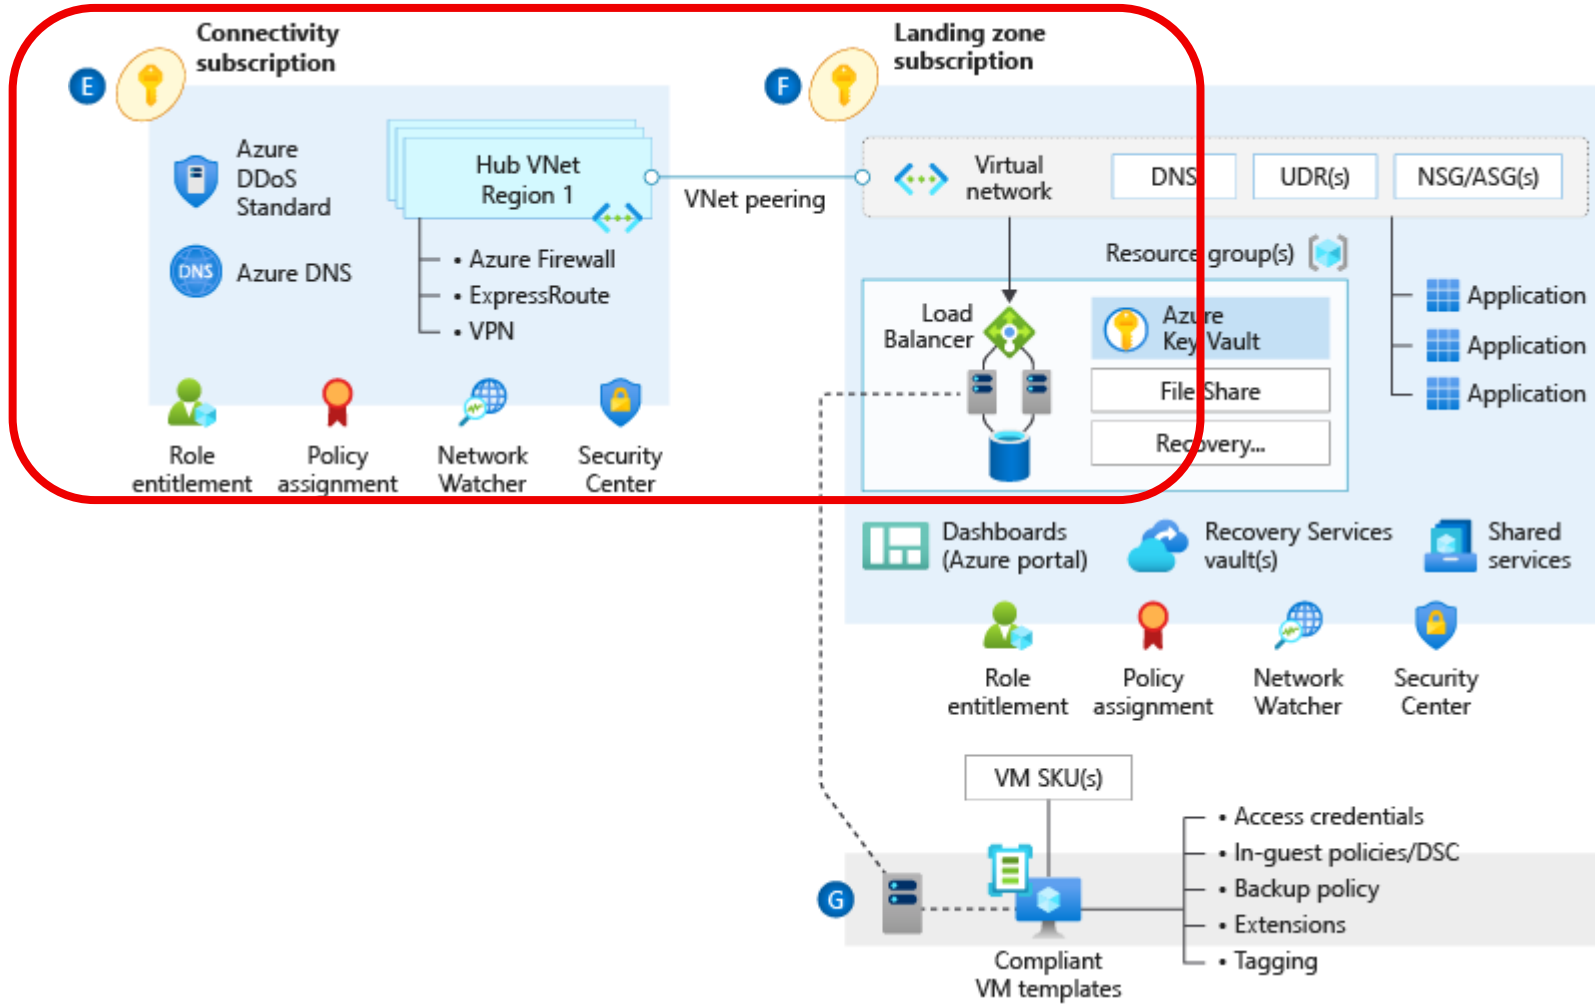 Connectivity
subscription
E
Azure
DDoS
Standard
DNS
Azure DNS
Hub VNet
Region 1
• Azure Firewall
• ExpressRoute
• VPN
Role
entitlement
Policy
assignment
Network
Watcher
Security
Center
VNet peering
Landing zone
subscription
F
Virtual
network
DNS
UDR(s)
NSG/ASG(s)
Resource group(s)
Load
Balancer
Azure
Key Vault
File Share
Recovery...
Application
Application
Application
Dashboards
(Azure portal)
Recovery Services
vault(s)
Shared
services
Role
entitlement
Policy
assignment
Network
Watcher
Security
Center
VM SKU(s)
G
Compliant
VM templates
• Access credentials
• In-guest policies/DSC
• Backup policy
• Extensions
• Tagging